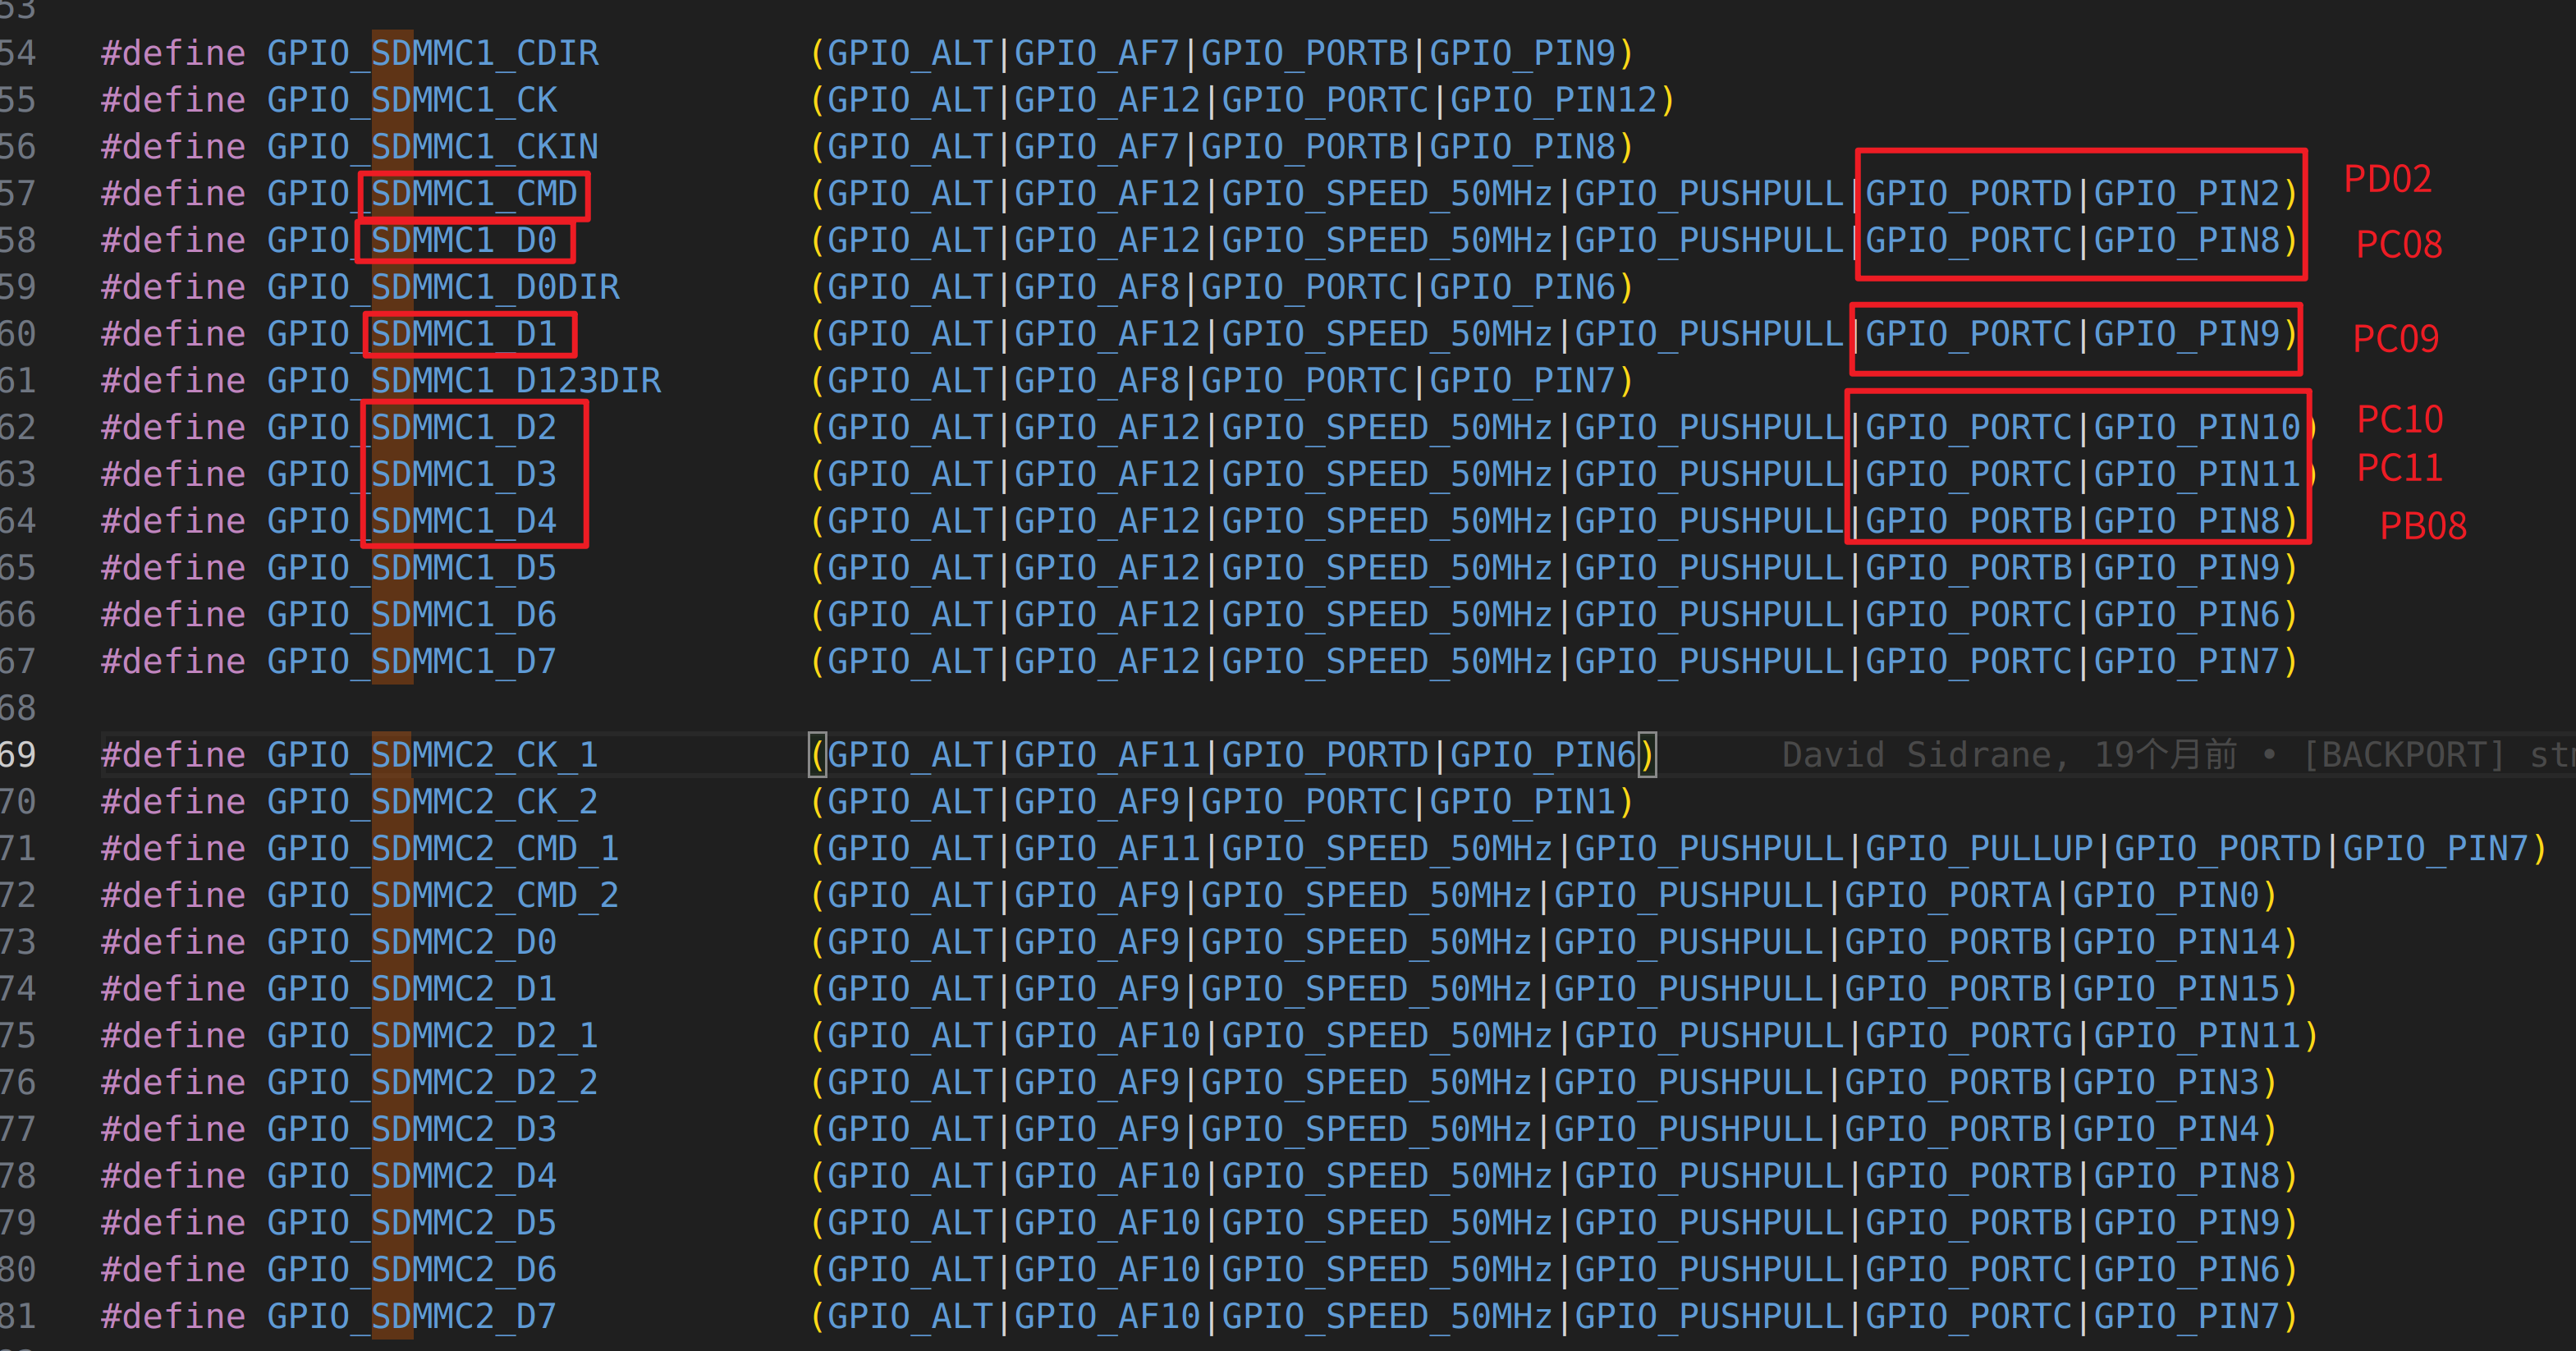 53
54 #define GPIO_SDMMC1_CDIR (GPIO_ALT|GPIO_AF7|GPIO_PORTB|GPIO_PIN9)
55 #define GPIO_SDMMC1_CK (GPIO_ALT|GPIO_AF12|GPIO_PORTC|GPIO_PIN12)
56 #define GPIO_SDMMC1_CKIN (GPIO_ALT|GPIO_AF7|GPIO_PORTB|GPIO_PIN8)
57 #define GPIO_SDMMC1_CMD (GPIO_ALT|GPIO_AF12|GPIO_SPEED_50MHz|GPIO_PUSHPULL|GPIO_PORTD|GPIO_PIN2) PD02
58 #define GPIO_SDMMC1_D0 (GPIO_ALT|GPIO_AF12|GPIO_SPEED_50MHz|GPIO_PUSHPULL|GPIO_PORTC|GPIO_PIN8) PC08
59 #define GPIO_SDMMC1_D0DIR (GPIO_ALT|GPIO_AF8|GPIO_PORTC|GPIO_PIN6)
60 #define GPIO_SDMMC1_D1 (GPIO_ALT|GPIO_AF12|GPIO_SPEED_50MHz|GPIO_PUSHPULL|GPIO_PORTC|GPIO_PIN9) PC09
61 #define GPIO_SDMMC1_D123DIR (GPIO_ALT|GPIO_AF8|GPIO_PORTC|GPIO_PIN7)
62 #define GPIO_SDMMC1_D2 (GPIO_ALT|GPIO_AF12|GPIO_SPEED_50MHz|GPIO_PUSHPULL|GPIO_PORTC|GPIO_PIN10) PC10
63 #define GPIO_SDMMC1_D3 (GPIO_ALT|GPIO_AF12|GPIO_SPEED_50MHz|GPIO_PUSHPULL|GPIO_PORTC|GPIO_PIN11) PC11
64 #define GPIO_SDMMC1_D4 (GPIO_ALT|GPIO_AF12|GPIO_SPEED_50MHz|GPIO_PUSHPULL|GPIO_PORTB|GPIO_PIN8) PB08
65 #define GPIO_SDMMC1_D5 (GPIO_ALT|GPIO_AF12|GPIO_SPEED_50MHz|GPIO_PUSHPULL|GPIO_PORTB|GPIO_PIN9)
66 #define GPIO_SDMMC1_D6 (GPIO_ALT|GPIO_AF12|GPIO_SPEED_50MHz|GPIO_PUSHPULL|GPIO_PORTC|GPIO_PIN6)
67 #define GPIO_SDMMC1_D7 (GPIO_ALT|GPIO_AF12|GPIO_SPEED_50MHz|GPIO_PUSHPULL|GPIO_PORTC|GPIO_PIN7)
68
69 #define GPIO_SDMMC2_CK_1 (GPIO_ALT|GPIO_AF11|GPIO_PORTD|GPIO_PIN6) David Sidrane, 19个月前 • [BACKPORT]
70 #define GPIO_SDMMC2_CK_2 (GPIO_ALT|GPIO_AF9|GPIO_PORTC|GPIO_PIN1)
71 #define GPIO_SDMMC2_CMD_1 (GPIO_ALT|GPIO_AF11|GPIO_SPEED_50MHz|GPIO_PUSHPULL|GPIO_PULLUP|GPIO_PORTD|GPIO_PIN7)
72 #define GPIO_SDMMC2_CMD_2 (GPIO_ALT|GPIO_AF9|GPIO_SPEED_50MHz|GPIO_PUSHPULL|GPIO_PORTA|GPIO_PIN0)
73 #define GPIO_SDMMC2_D0 (GPIO_ALT|GPIO_AF9|GPIO_SPEED_50MHz|GPIO_PUSHPULL|GPIO_PORTB|GPIO_PIN14)
74 #define GPIO_SDMMC2_D1 (GPIO_ALT|GPIO_AF9|GPIO_SPEED_50MHz|GPIO_PUSHPULL|GPIO_PORTB|GPIO_PIN15)
75 #define GPIO_SDMMC2_D2_1 (GPIO_ALT|GPIO_AF10|GPIO_SPEED_50MHz|GPIO_PUSHPULL|GPIO_PORTG|GPIO_PIN11)
76 #define GPIO_SDMMC2_D2_2 (GPIO_ALT|GPIO_AF9|GPIO_SPEED_50MHz|GPIO_PUSHPULL|GPIO_PORTB|GPIO_PIN3)
77 #define GPIO_SDMMC2_D3 (GPIO_ALT|GPIO_AF9|GPIO_SPEED_50MHz|GPIO_PUSHPULL|GPIO_PORTB|GPIO_PIN4)
78 #define GPIO_SDMMC2_D4 (GPIO_ALT|GPIO_AF10|GPIO_SPEED_50MHz|GPIO_PUSHPULL|GPIO_PORTB|GPIO_PIN8)
79 #define GPIO_SDMMC2_D5 (GPIO_ALT|GPIO_AF10|GPIO_SPEED_50MHz|GPIO_PUSHPULL|GPIO_PORTB|GPIO_PIN9)
80 #define GPIO_SDMMC2_D6 (GPIO_ALT|GPIO_AF10|GPIO_SPEED_50MHz|GPIO_PUSHPULL|GPIO_PORTC|GPIO_PIN6)
81 #define GPIO_SDMMC2_D7 (GPIO_ALT|GPIO_AF10|GPIO_SPEED_50MHz|GPIO_PUSHPULL|GPIO_PORTC|GPIO_PIN7)